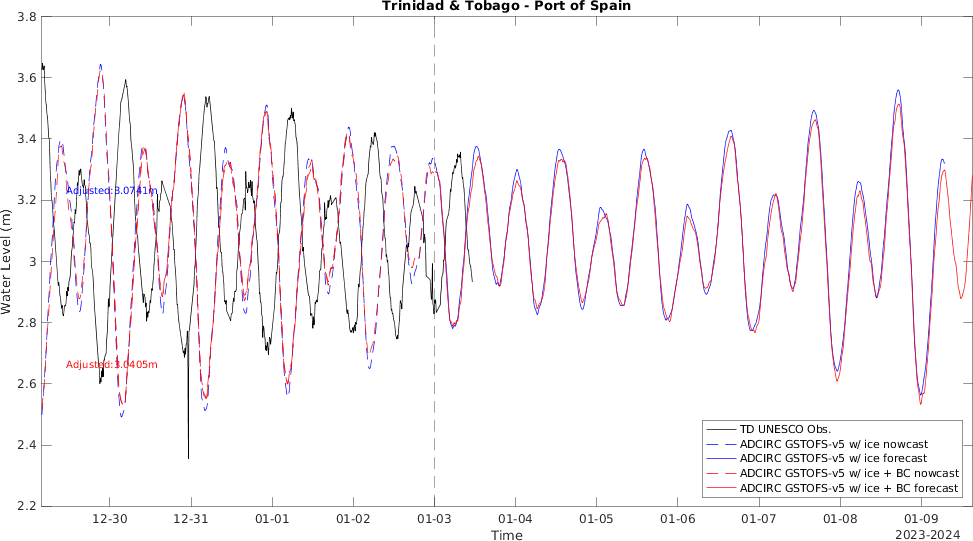 Trinidad & Tobago - Port of Spain
3.8
3.6
3.4
3.2
3
2.8
2.6
2.4
2.2
Water Level (m)
Adjusted:3.0741m
Adjusted:3.0405m
TD UNESCO Obs.
ADCIRC GSTOFS-v5 w/ ice nowcast
ADCIRC GSTOFS-v5 w/ ice forecast
ADCIRC GSTOFS-v5 w/ ice + BC nowcast
ADCIRC GSTOFS-v5 w/ ice + BC forecast
12-30 12-31 01-01 01-02 01-03 01-04 01-05 01-06 01-07 01-08 01-09
Time
2023-2024